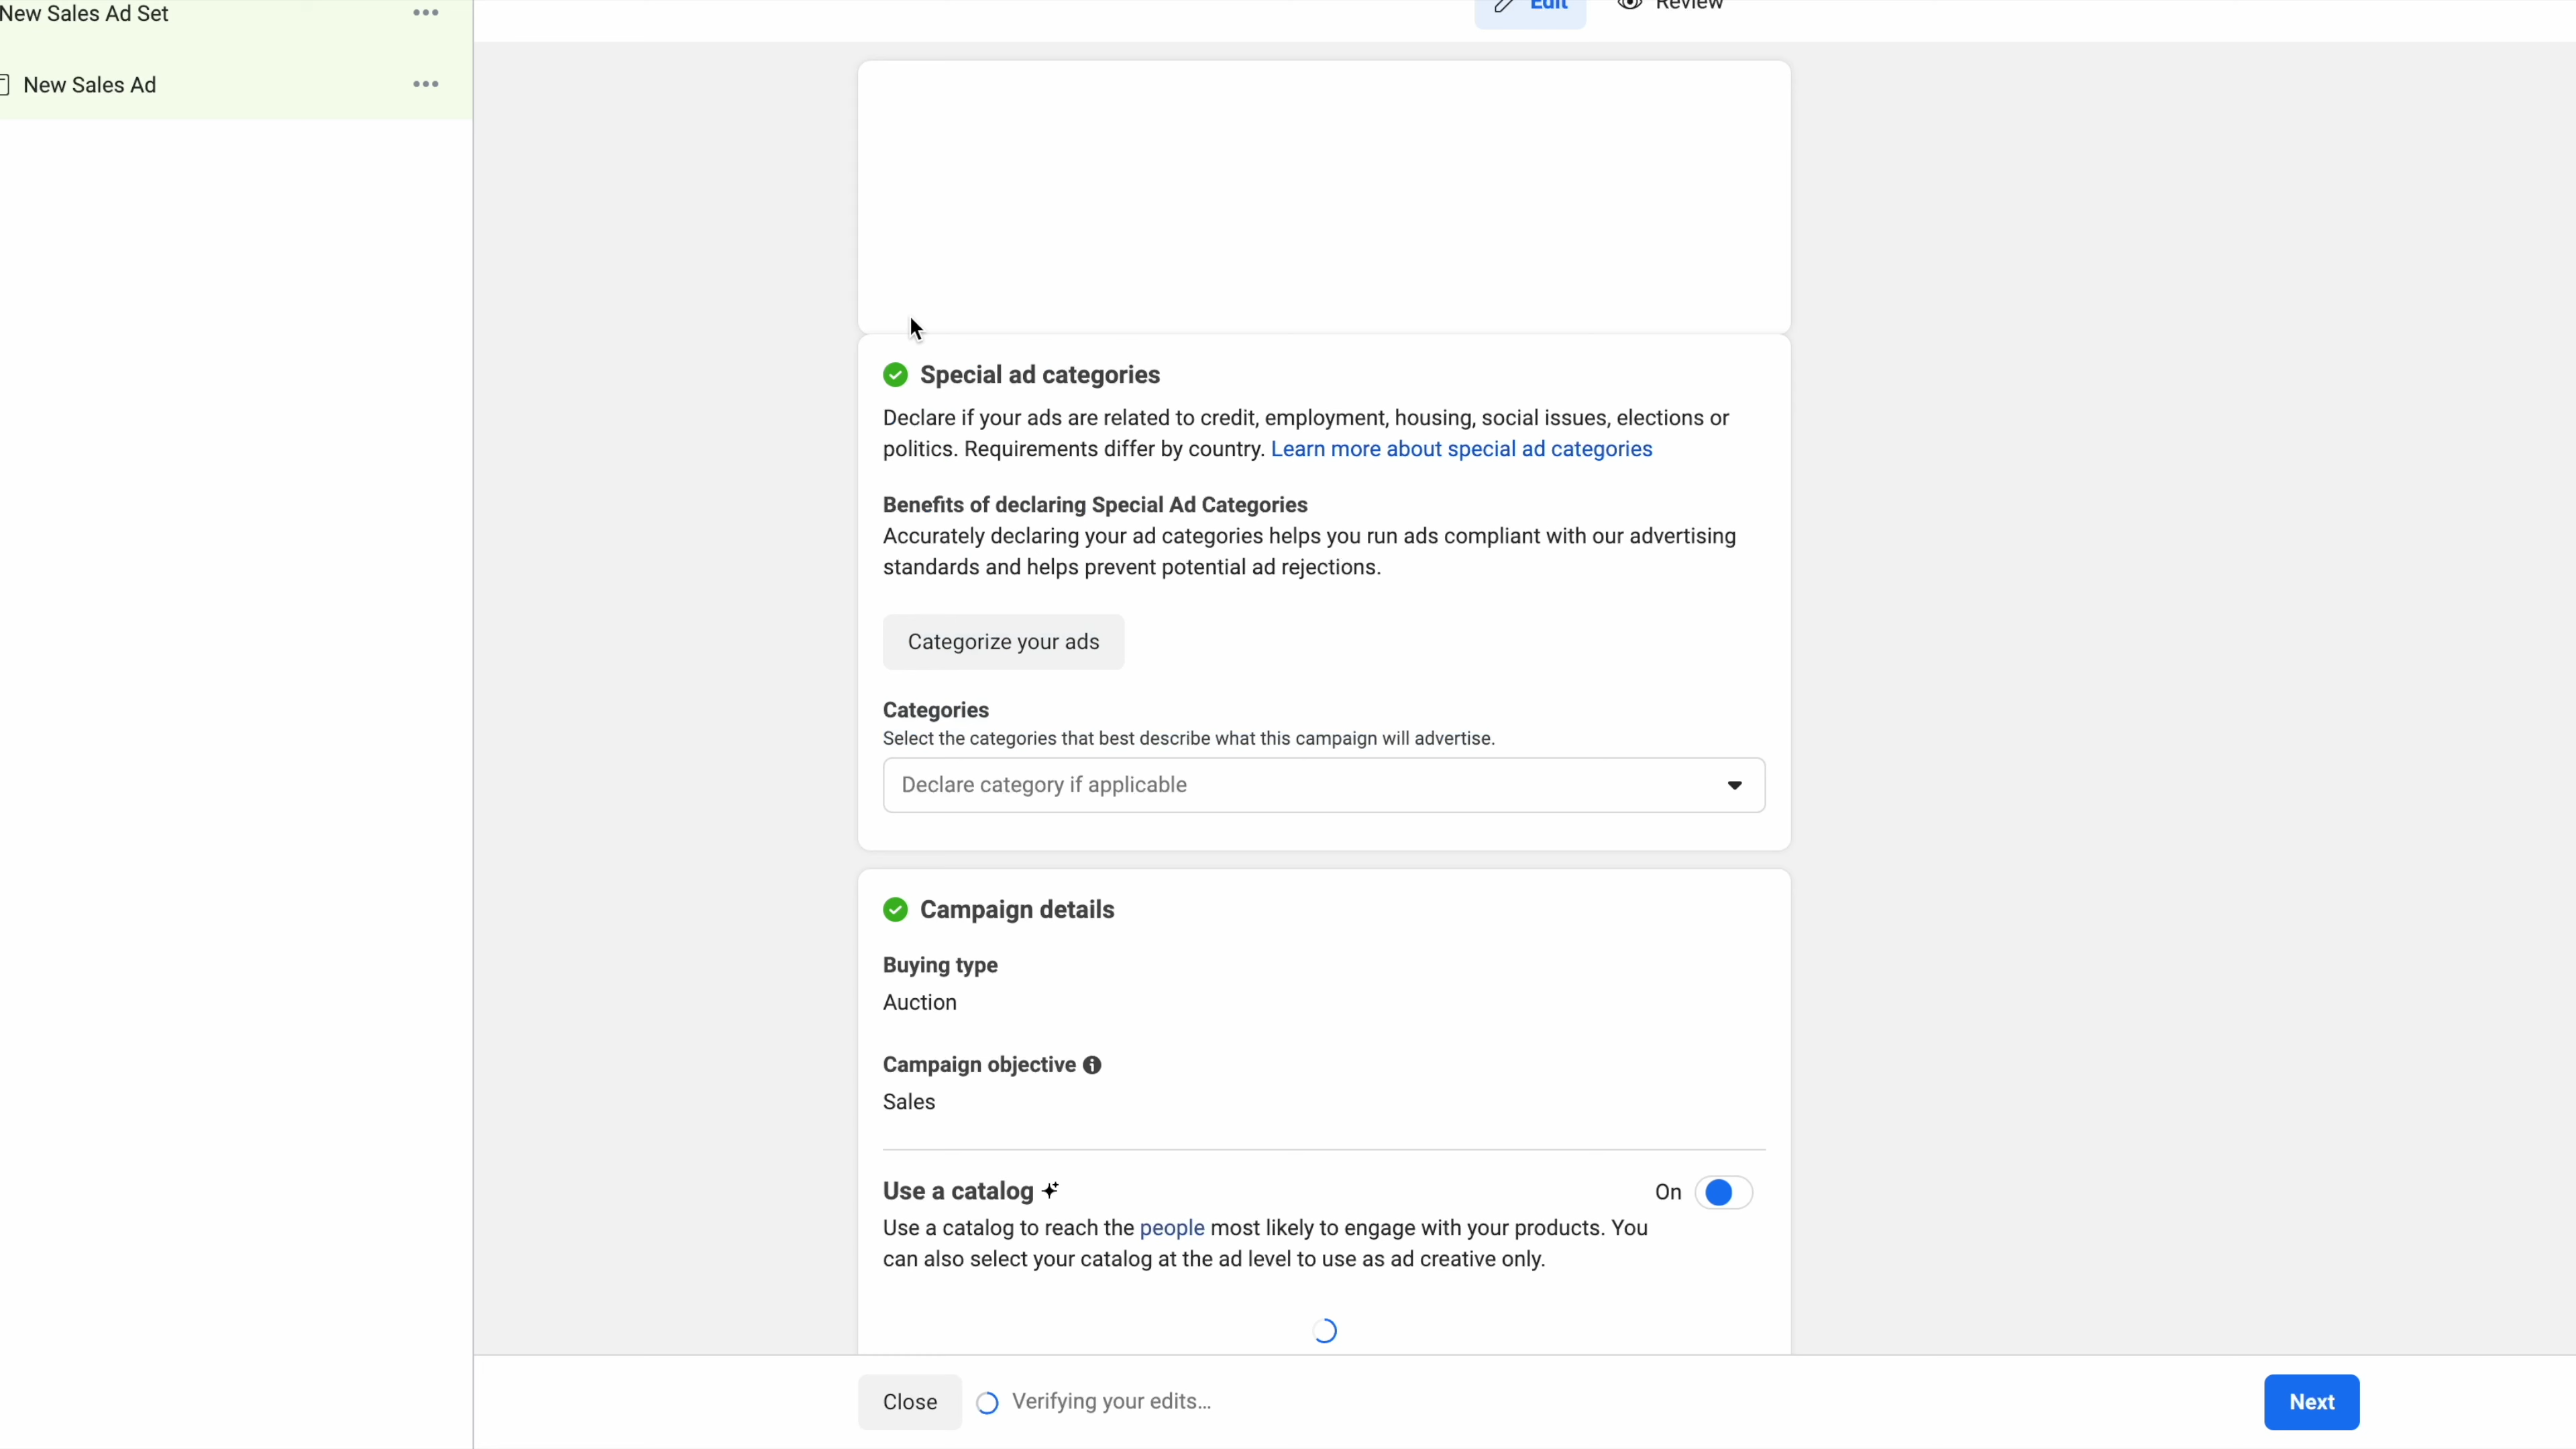 New Sales Ad Set
New Sales Ad
Edit
Review
Special ad categories
Declare if your ads are related to credit, employment, housing, social issues, elections or
politics. Requirements differ by country. Learn more about special ad categories
Benefits of declaring Special Ad Categories
Accurately declaring your ad categories helps you run ads compliant with our advertising
standards and helps prevent potential ad rejections.
Categorize your ads
Categories
Select the categories that best describe what this campaign will advertise.
Declare category if applicable
Campaign details
Buying type
Auction
Campaign objective
Sales
Use a catalog
On
Use a catalog to reach the people most likely to engage with your products. You
can also select your catalog at the ad level to use as ad creative only.
Close
Verifying your edits...
Next